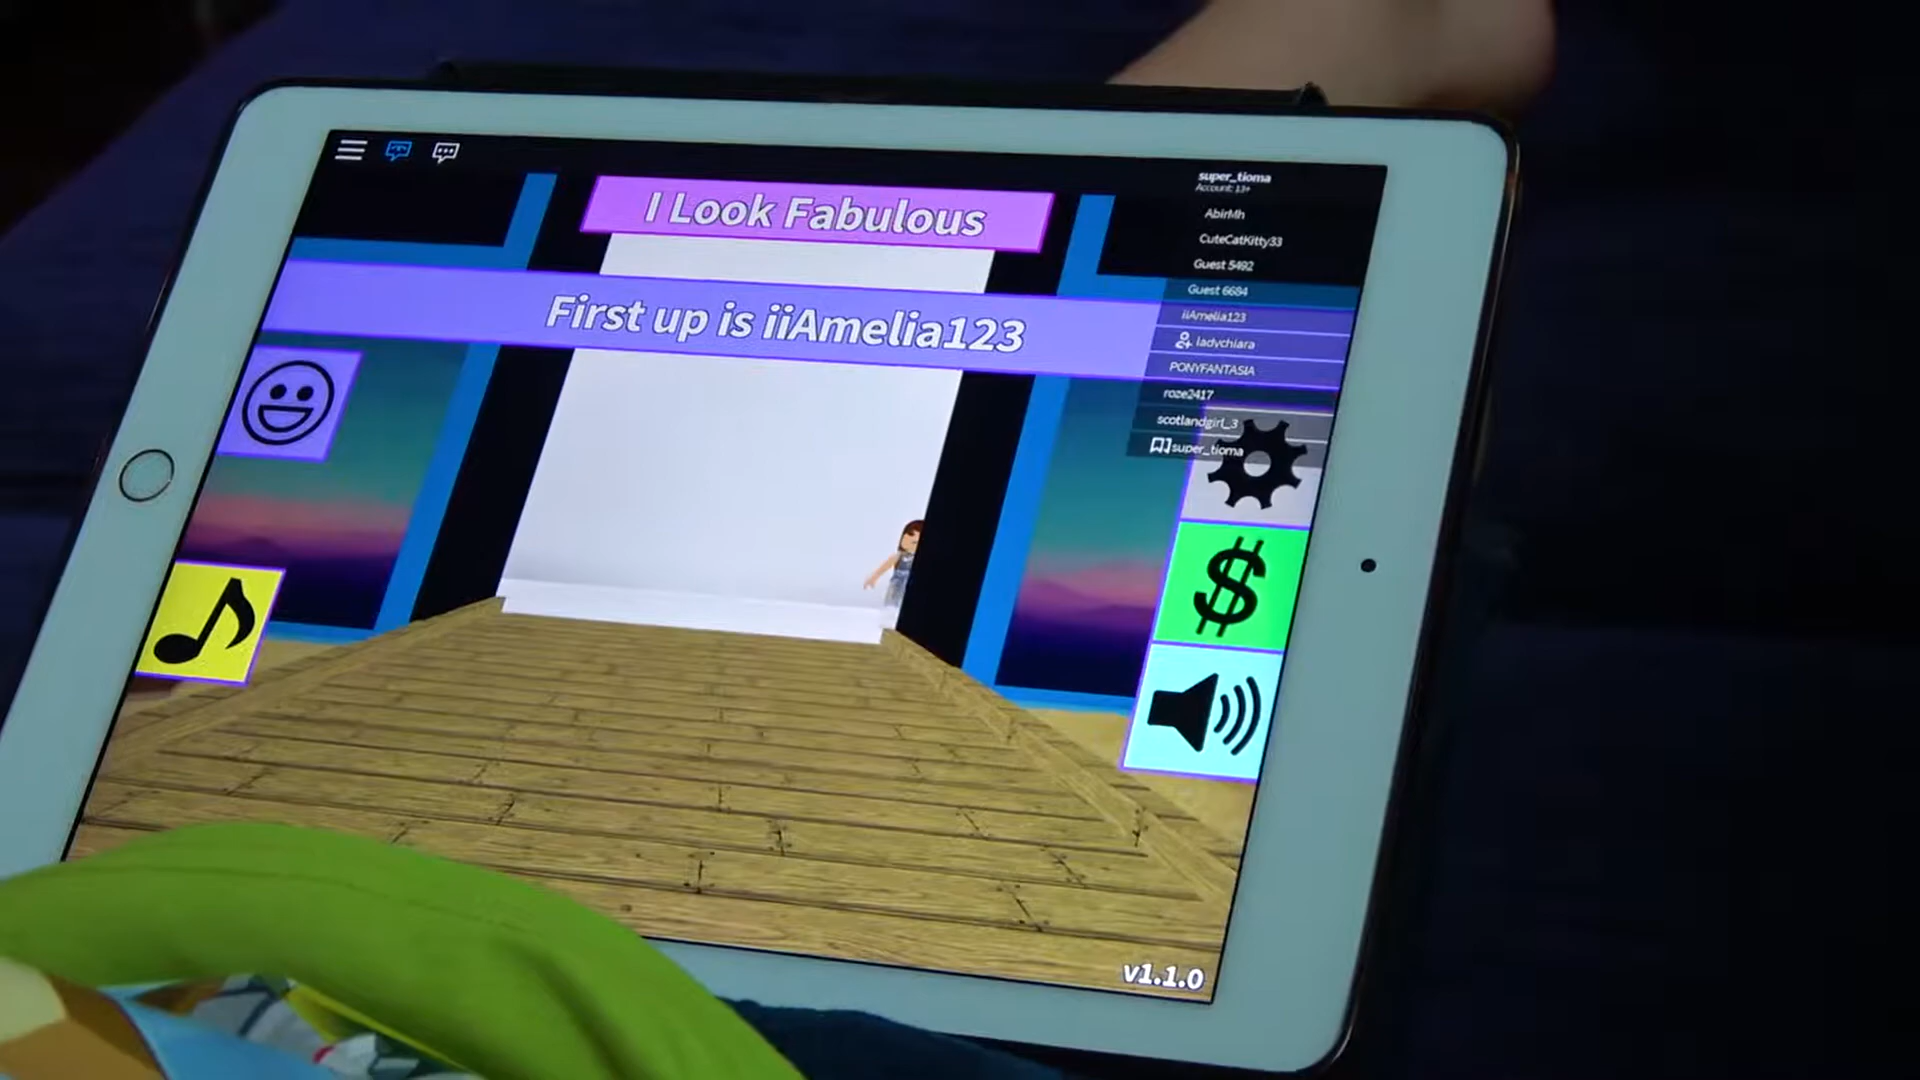 I Look Fabulous
First up is iiAmelia123
super_tioma
Account: 13+
AbirMh
CuteCatKitty33
Guest 5492
Guest 6684
iiAmelia123
ladychiara
PONYFANTASIA
roze2417
scotlandgirl_3
super_tioma
$
v1.1.0